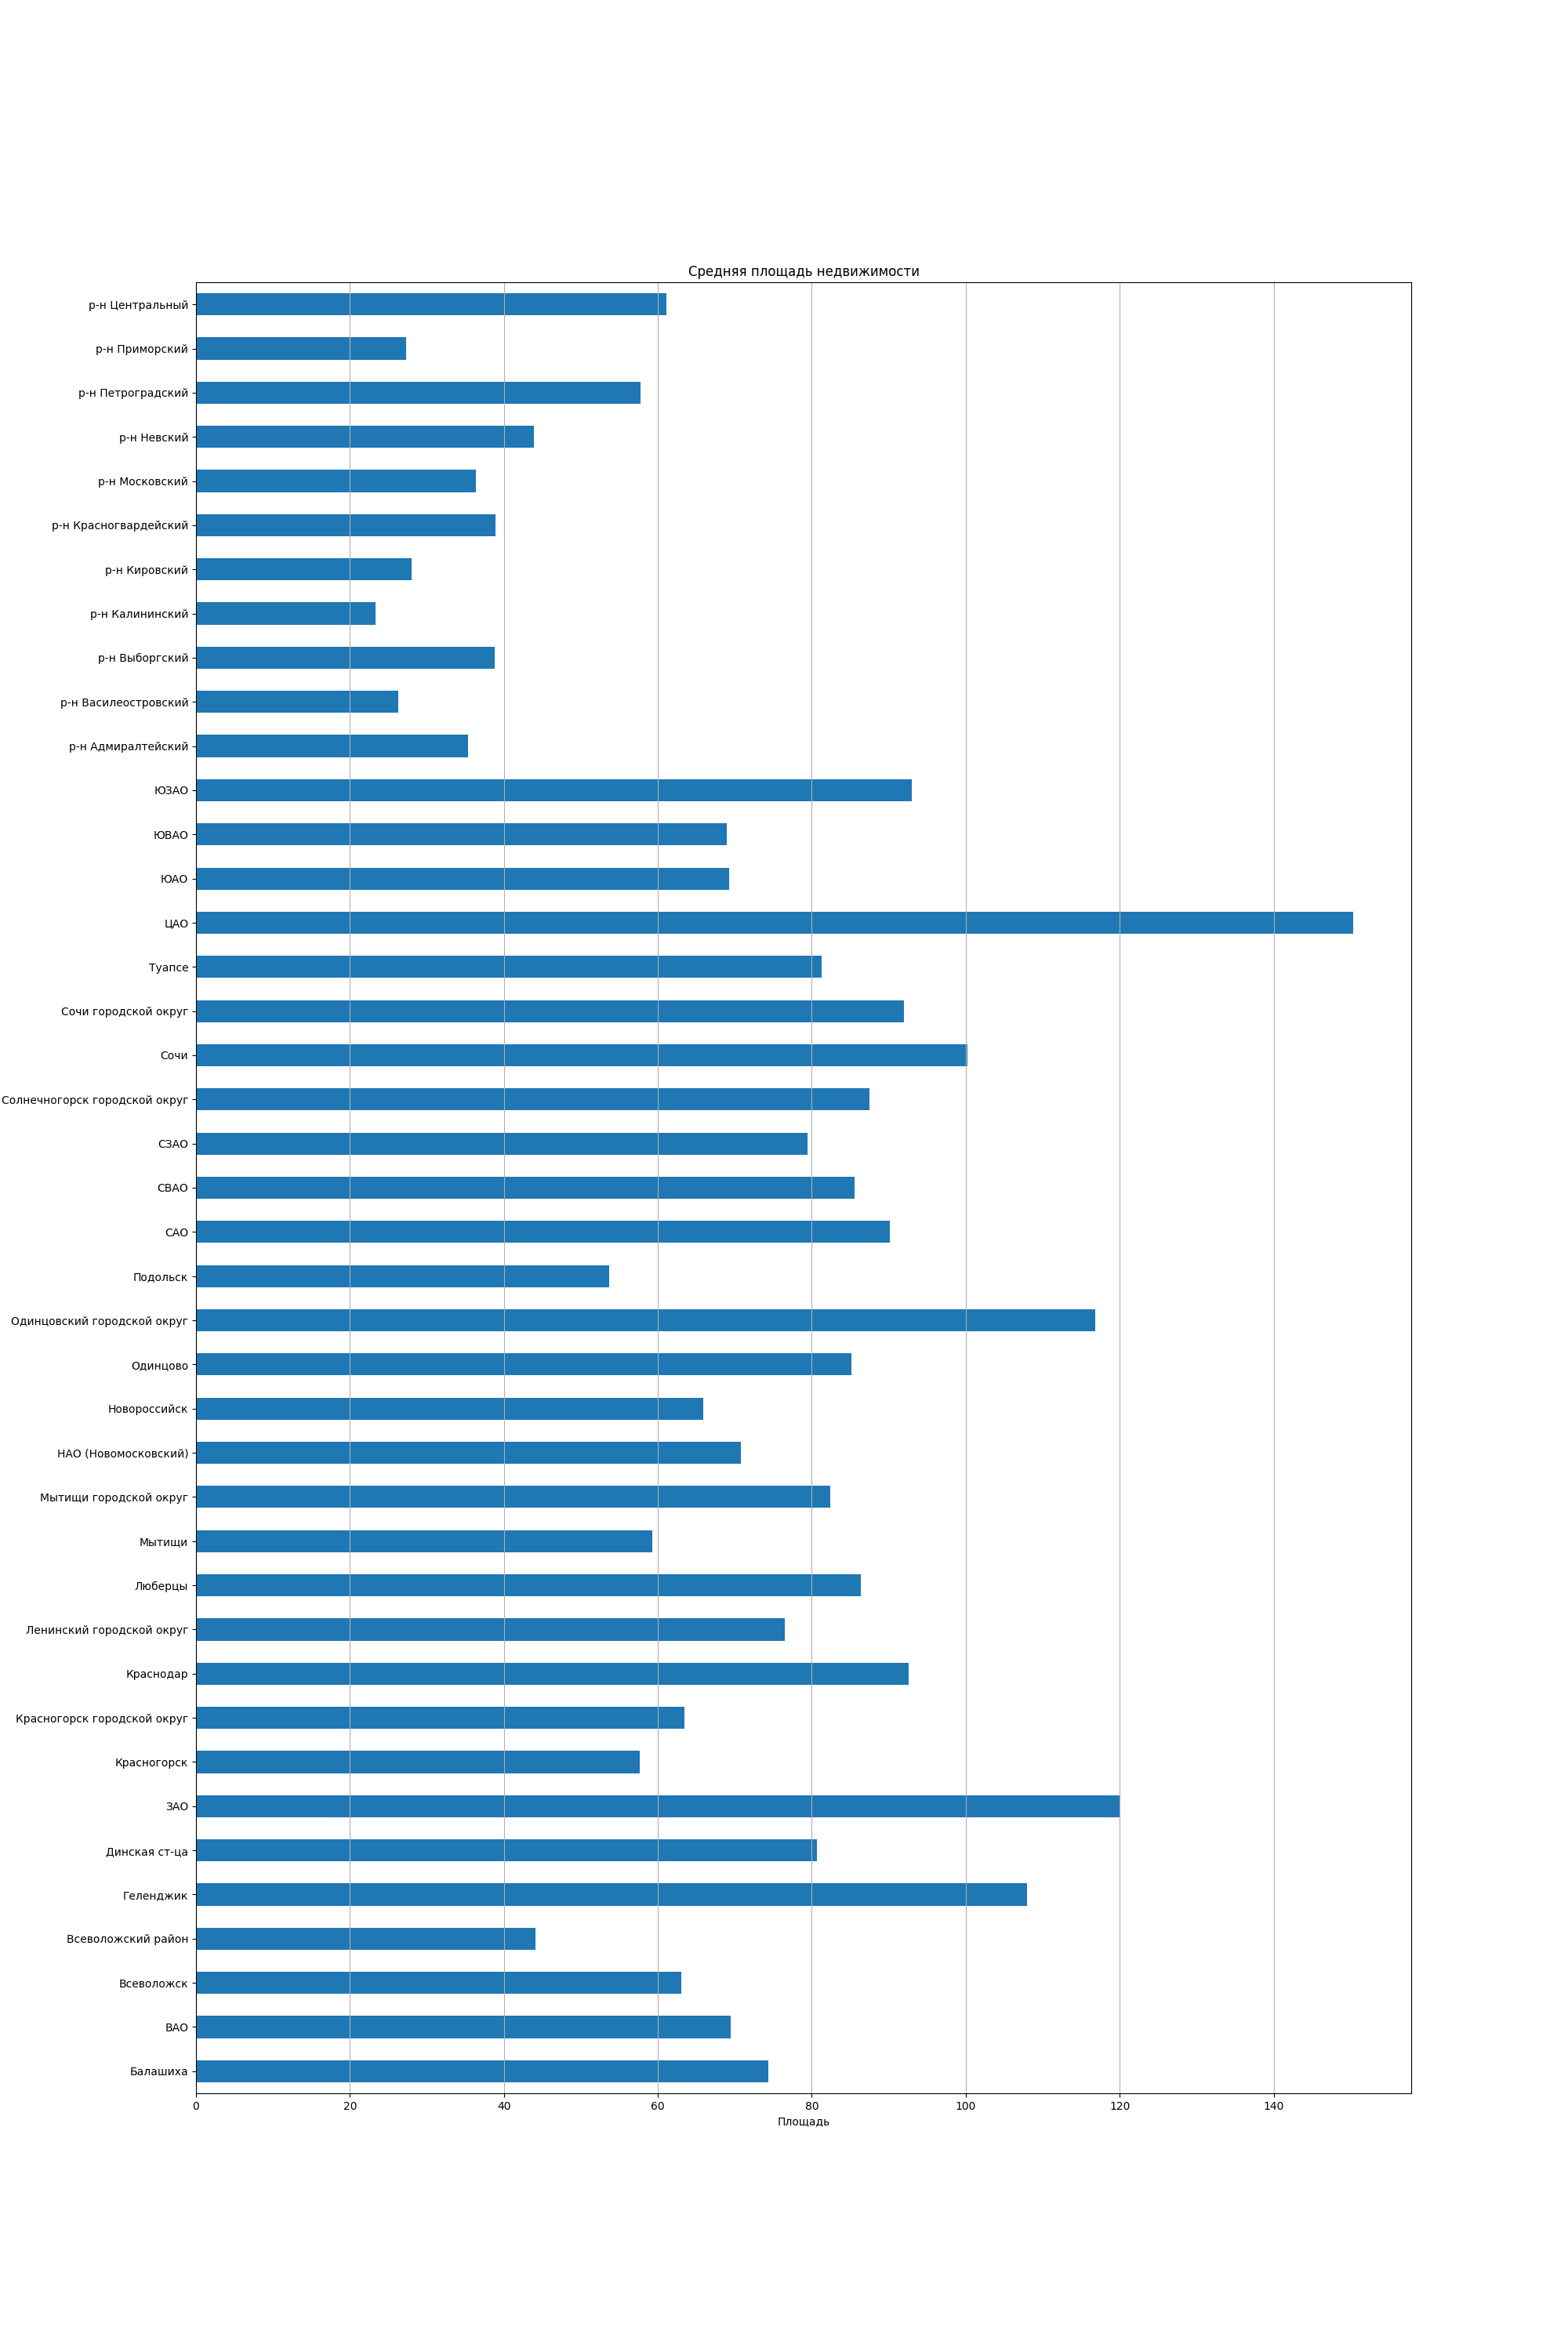 Средняя площадь недвижимости
р-н Центральный
р-н Приморский
р-н Петроградский
р-н Невский
р-н Московский
р-н Красногвардейский
р-н Кировский
р-н Калининский
р-н Выборгский
р-н Василеостровский
р-н Адмиралтейский
ЮЗАО
ЮВАО
ЮАО
ЦАО
Туапсе
Сочи городской округ
Сочи
Солнечногорск городской округ
СЗАО
СВАО
САО
Подольск
Одинцовский городской округ
Одинцово
Новороссийск
НАО (Новомосковский)
Мытищи городской округ
Мытищи
Люберцы
Ленинский городской округ
Краснодар
Красногорск городской округ
Красногорск
ЗАО
Динская ст-ца
Геленджик
Всеволожский район
Всеволожск
ВАО
Балашиха
0 20 40 60 80 100 120 140
Площадь